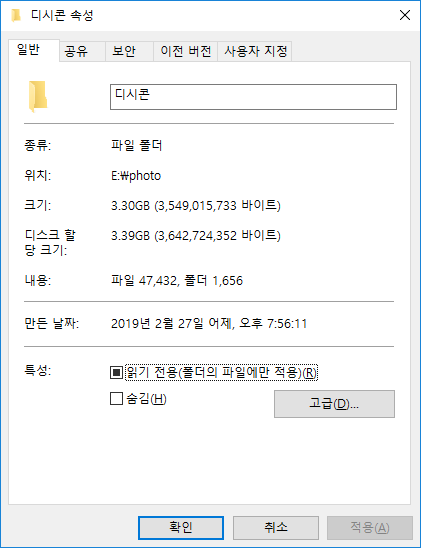 디시콘 속성
일반 공유 보안 이전 버전 사용자 지정
디시콘
종류: 파일 폴더
위치: E:₩photo
크기: 3.30GB (3,549,015,733 바이트)
디스크 할 3.39GB (3,642,724,352 바이트)
당 크기:
내용: 파일 47,432, 폴더 1,656
만든 날짜: 2019년 2월 27일 어제, 오후 7:56:11
특성: 읽기 전용(폴더의 파일에만 적용)(R)
숨김(H)
고급(D)...
확인 취소 적용(A)